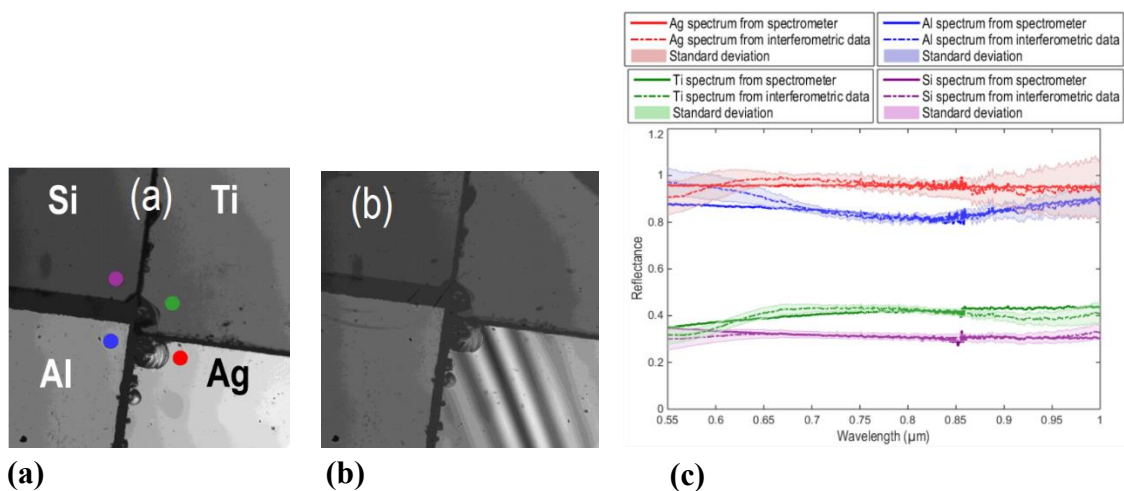 Ag spectrum from spectrometer
Ag spectrum from interferometric data
Standard deviation
Al spectrum from spectrometer
Al spectrum from interferometric data
Standard deviation
Ti spectrum from spectrometer
Ti spectrum from interferometric data
Standard deviation
Si spectrum from spectrometer
Si spectrum from interferometric data
Standard deviation
Si (a) Ti
Al Ag
(b)
1.2
1
0.8
0.6
0.4
0.2
0
Reflectance
0.55 0.6 0.65 0.7 0.75 0.8 0.85 0.9 0.95 1
Wavelength (µm)
(a) (b) (c)